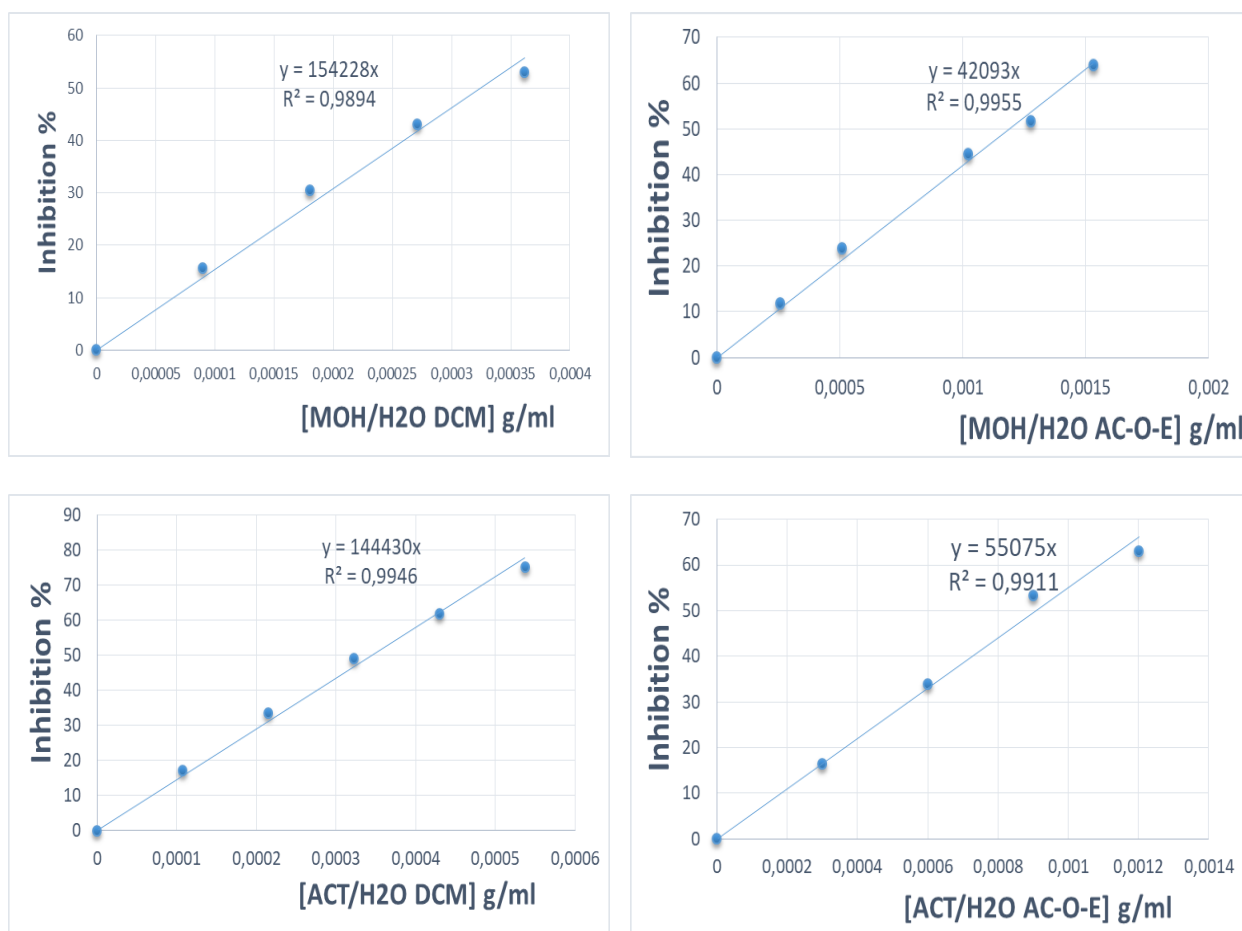 60
50
40
30
20
10
0
Inhibition %
y = 154228x
R² = 0,9894
0 0,00005 0,0001 0,00015 0,0002 0,00025 0,0003 0,00035 0,0004
[MOH/H2O DCM] g/ml
70
60
50
40
30
20
10
0
Inhibition %
y = 42093x
R² = 0,9955
0 0,0005 0,001 0,0015 0,002
[MOH/H2O AC-O-E] g/ml
90
80
70
60
50
40
30
20
10
0
Inhibition %
y = 144430x
R² = 0,9946
0 0,0001 0,0002 0,0003 0,0004 0,0005 0,0006
[ACT/H2O DCM] g/ml
70
60
50
40
30
20
10
0
Inhibition %
y = 55075x
R² = 0,9911
0 0,0002 0,0004 0,0006 0,0008 0,001 0,0012 0,0014
[ACT/H2O AC-O-E] g/ml